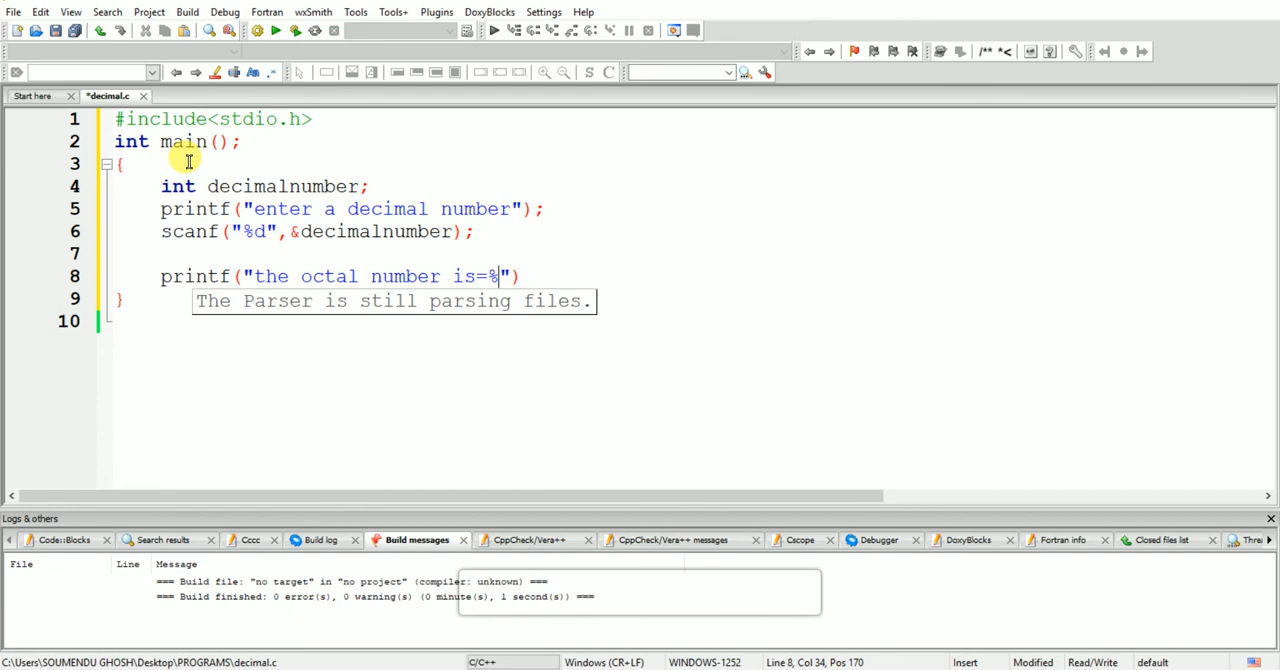 File Edit View Search Project Build Debug Fortran wxSmith Tools Tools+ Plugins DoxyBlocks Settings Help
/** *<
S C
Start here *decimal.c
1 #include<stdio.h>
2 int main();
3 {
4 int decimalnumber;
5 printf("enter a decimal number");
6 scanf("%d",&decimalnumber);
7
8 printf("the octal number is=%")
9 }
The Parser is still parsing files.
10
Logs & others
Code::Blocks Search results Cccc Build log Build messages CppCheck/Vera++ CppCheck/Vera++ messages Cscope Debugger DoxyBlocks Fortran info Closed files list Threa
File Line Message
=== Build file: "no target" in "no project" (compiler: unknown) ===
=== Build finished: 0 error(s), 0 warning(s) (0 minute(s), 1 second(s)) ===
C:\Users\SOUMENDU GHOSH\Desktop\PROGRAMS\decimal.c C/C++ Windows (CR+LF) WINDOWS-1252 Line 8, Col 34, Pos 170 Insert Modified Read/Write default